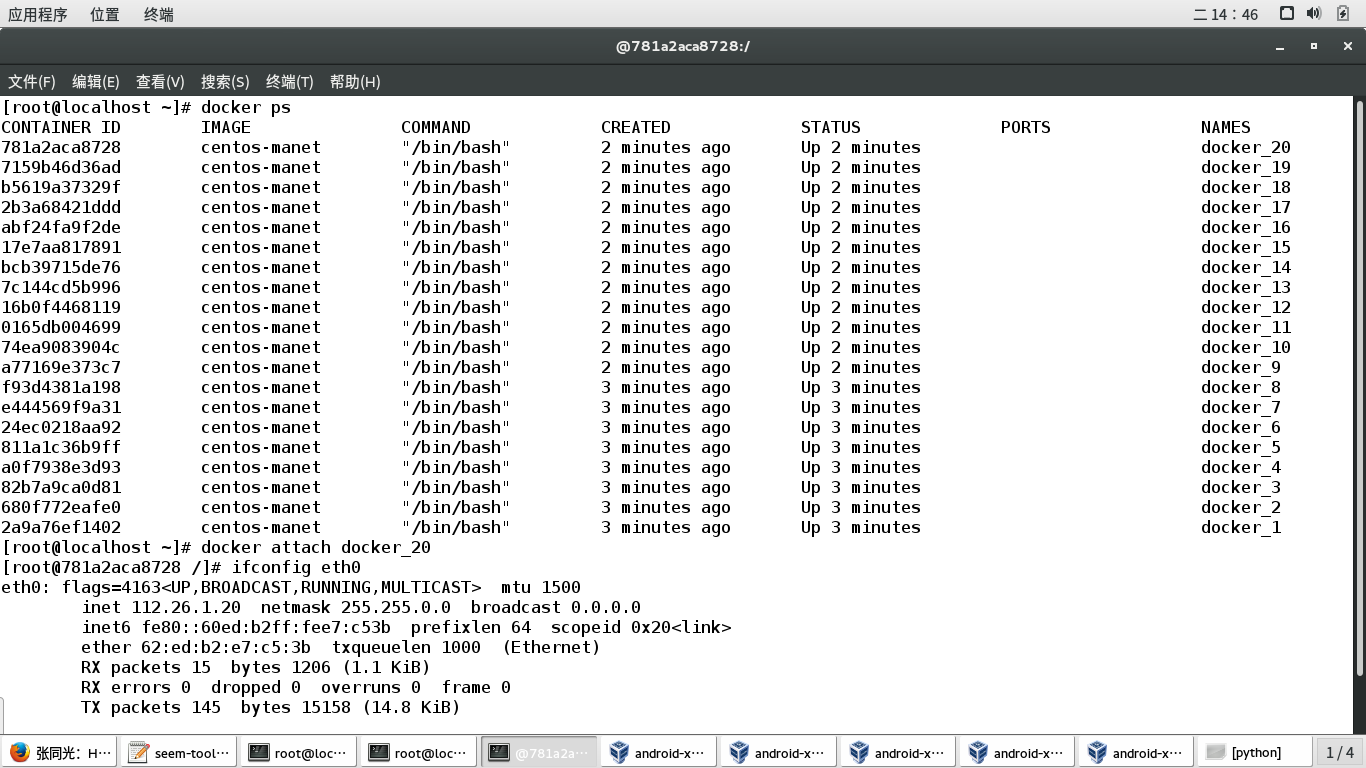 应用程序 位置 终端 二 14：46
@781a2aca8728:/
文件(F) 编辑(E) 查看(V) 搜索(S) 终端(T) 帮助(H)
[root@localhost ~]# docker ps
CONTAINER ID IMAGE COMMAND CREATED STATUS PORTS NAMES
781a2aca8728 centos-manet "/bin/bash" 2 minutes ago Up 2 minutes docker_20
7159b46d36ad centos-manet "/bin/bash" 2 minutes ago Up 2 minutes docker_19
b5619a37329f centos-manet "/bin/bash" 2 minutes ago Up 2 minutes docker_18
2b3a68421ddd centos-manet "/bin/bash" 2 minutes ago Up 2 minutes docker_17
abf24fa9f2de centos-manet "/bin/bash" 2 minutes ago Up 2 minutes docker_16
17e7aa817891 centos-manet "/bin/bash" 2 minutes ago Up 2 minutes docker_15
bcb39715de76 centos-manet "/bin/bash" 2 minutes ago Up 2 minutes docker_14
7c144cd5b996 centos-manet "/bin/bash" 2 minutes ago Up 2 minutes docker_13
16b0f4468119 centos-manet "/bin/bash" 2 minutes ago Up 2 minutes docker_12
0165db004699 centos-manet "/bin/bash" 2 minutes ago Up 2 minutes docker_11
74ea9083904c centos-manet "/bin/bash" 2 minutes ago Up 2 minutes docker_10
a77169e373c7 centos-manet "/bin/bash" 2 minutes ago Up 2 minutes docker_9
f93d4381a198 centos-manet "/bin/bash" 3 minutes ago Up 3 minutes docker_8
e444569f9a31 centos-manet "/bin/bash" 3 minutes ago Up 3 minutes docker_7
24ec0218aa92 centos-manet "/bin/bash" 3 minutes ago Up 3 minutes docker_6
811a1c36b9ff centos-manet "/bin/bash" 3 minutes ago Up 3 minutes docker_5
a0f7938e3d93 centos-manet "/bin/bash" 3 minutes ago Up 3 minutes docker_4
82b7a9ca0d81 centos-manet "/bin/bash" 3 minutes ago Up 3 minutes docker_3
680f772eafe0 centos-manet "/bin/bash" 3 minutes ago Up 3 minutes docker_2
2a9a76ef1402 centos-manet "/bin/bash" 3 minutes ago Up 3 minutes docker_1
[root@localhost ~]# docker attach docker_20
[root@781a2aca8728 /]# ifconfig eth0
eth0: flags=4163<UP,BROADCAST,RUNNING,MULTICAST> mtu 1500
inet 112.26.1.20 netmask 255.255.0.0 broadcast 0.0.0.0
inet6 fe80::60ed:b2ff:fee7:c53b prefixlen 64 scopeid 0x20<link>
ether 62:ed:b2:e7:c5:3b txqueuelen 1000 (Ethernet)
RX packets 15 bytes 1206 (1.1 KiB)
RX errors 0 dropped 0 overruns 0 frame 0
TX packets 145 bytes 15158 (14.8 KiB)
张同光：H… seem-tool… root@loc… root@loc… @781a2a… android-x… android-x… android-x… android-x… android-x… [python] 1 / 4